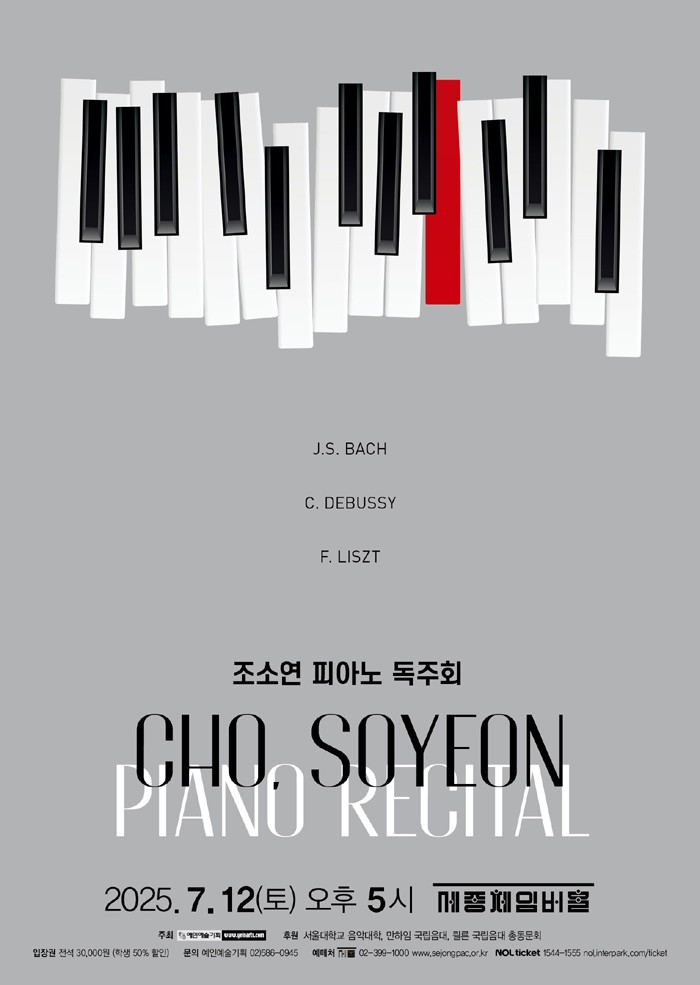 J.S. BACH
C. DEBUSSY
F. LISZT
조소연 피아노 독주회
CHO, SOYEON
PIANO RECITAL
2025. 7. 12(토) 오후 5시 세종체임버홀
주최 예인예술기획 www.yeinarts.com 후원 서울대학교 음악대학, 만하임 국립음대, 쾰른 국립음대 총동문회
입장권 전석 30,000원 (학생 50% 할인) 문의 예인예술기획 02)586-0945 예매처 세종 02-399-1000 www.sejongpac.or.kr NOL ticket 1544-1555 nol.interpark.com/ticket